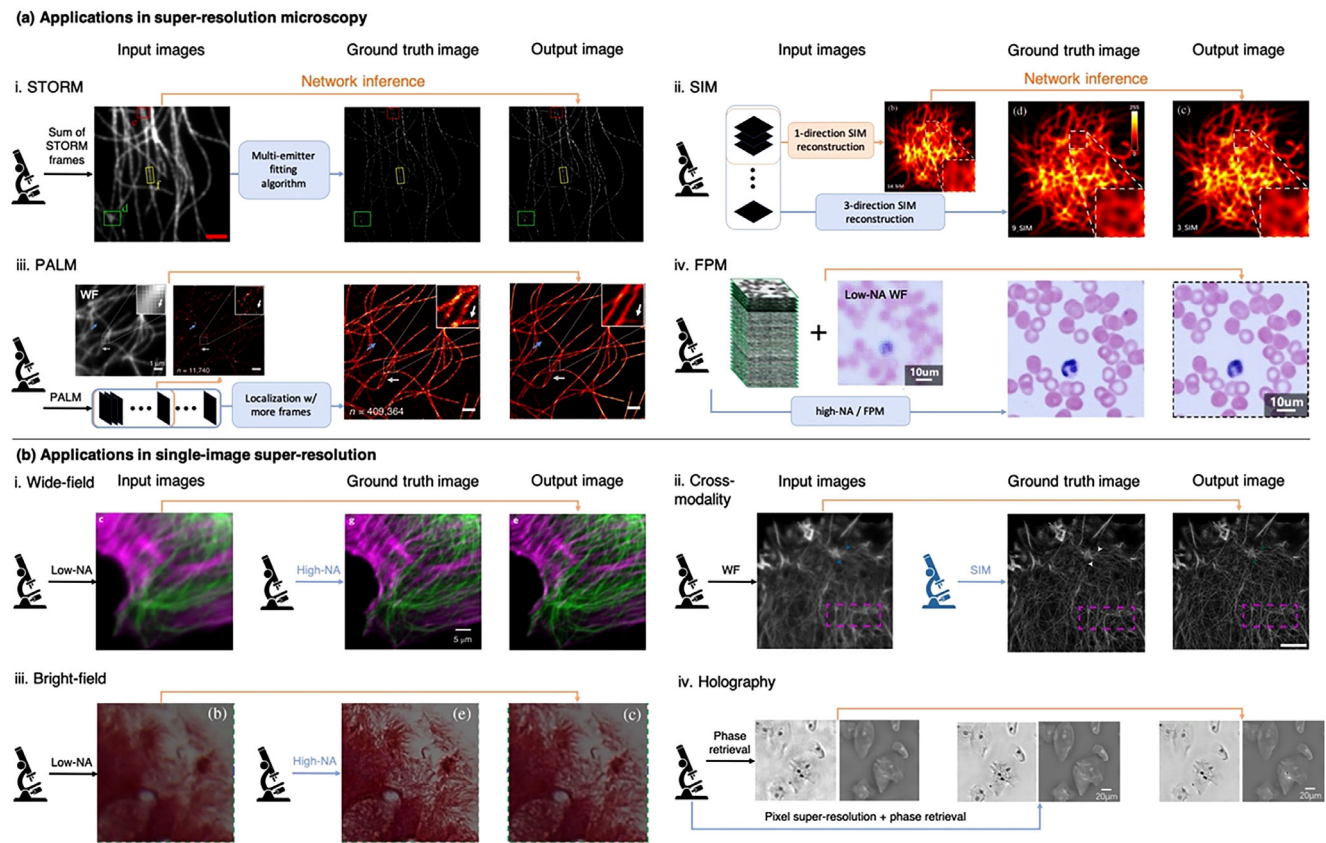 (a) Applications in super-resolution microscopy
Input images
Ground truth image
Output image
i. STORM
Network inference
Sum of
STORM
frames
f
d
Multi-emitter
fitting
algorithm
Input images
Ground truth image
Output image
ii. SIM
Network inference
1-direction SIM
reconstruction
(b)
(d)
255
(c)
3-direction SIM
reconstruction
9_SIM
3_SIM
iii. PALM
WF
1 μm
n = 11,740
PALM
Localization w/
more frames
n = 409,364
iv. FPM
+
Low-NA WF
10um
high-NA / FPM
10um
(b) Applications in single-image super-resolution
i. Wide-field
Input images
Ground truth image
Output image
c
g
e
Low-NA
High-NA
5 μm
ii. Cross-
modality
Input images
Ground truth image
Output image
WF
SIM
iii. Bright-field
(b)
(e)
(c)
Low-NA
High-NA
iv. Holography
Phase
retrieval
20μm
20μm
Pixel super-resolution + phase retrieval